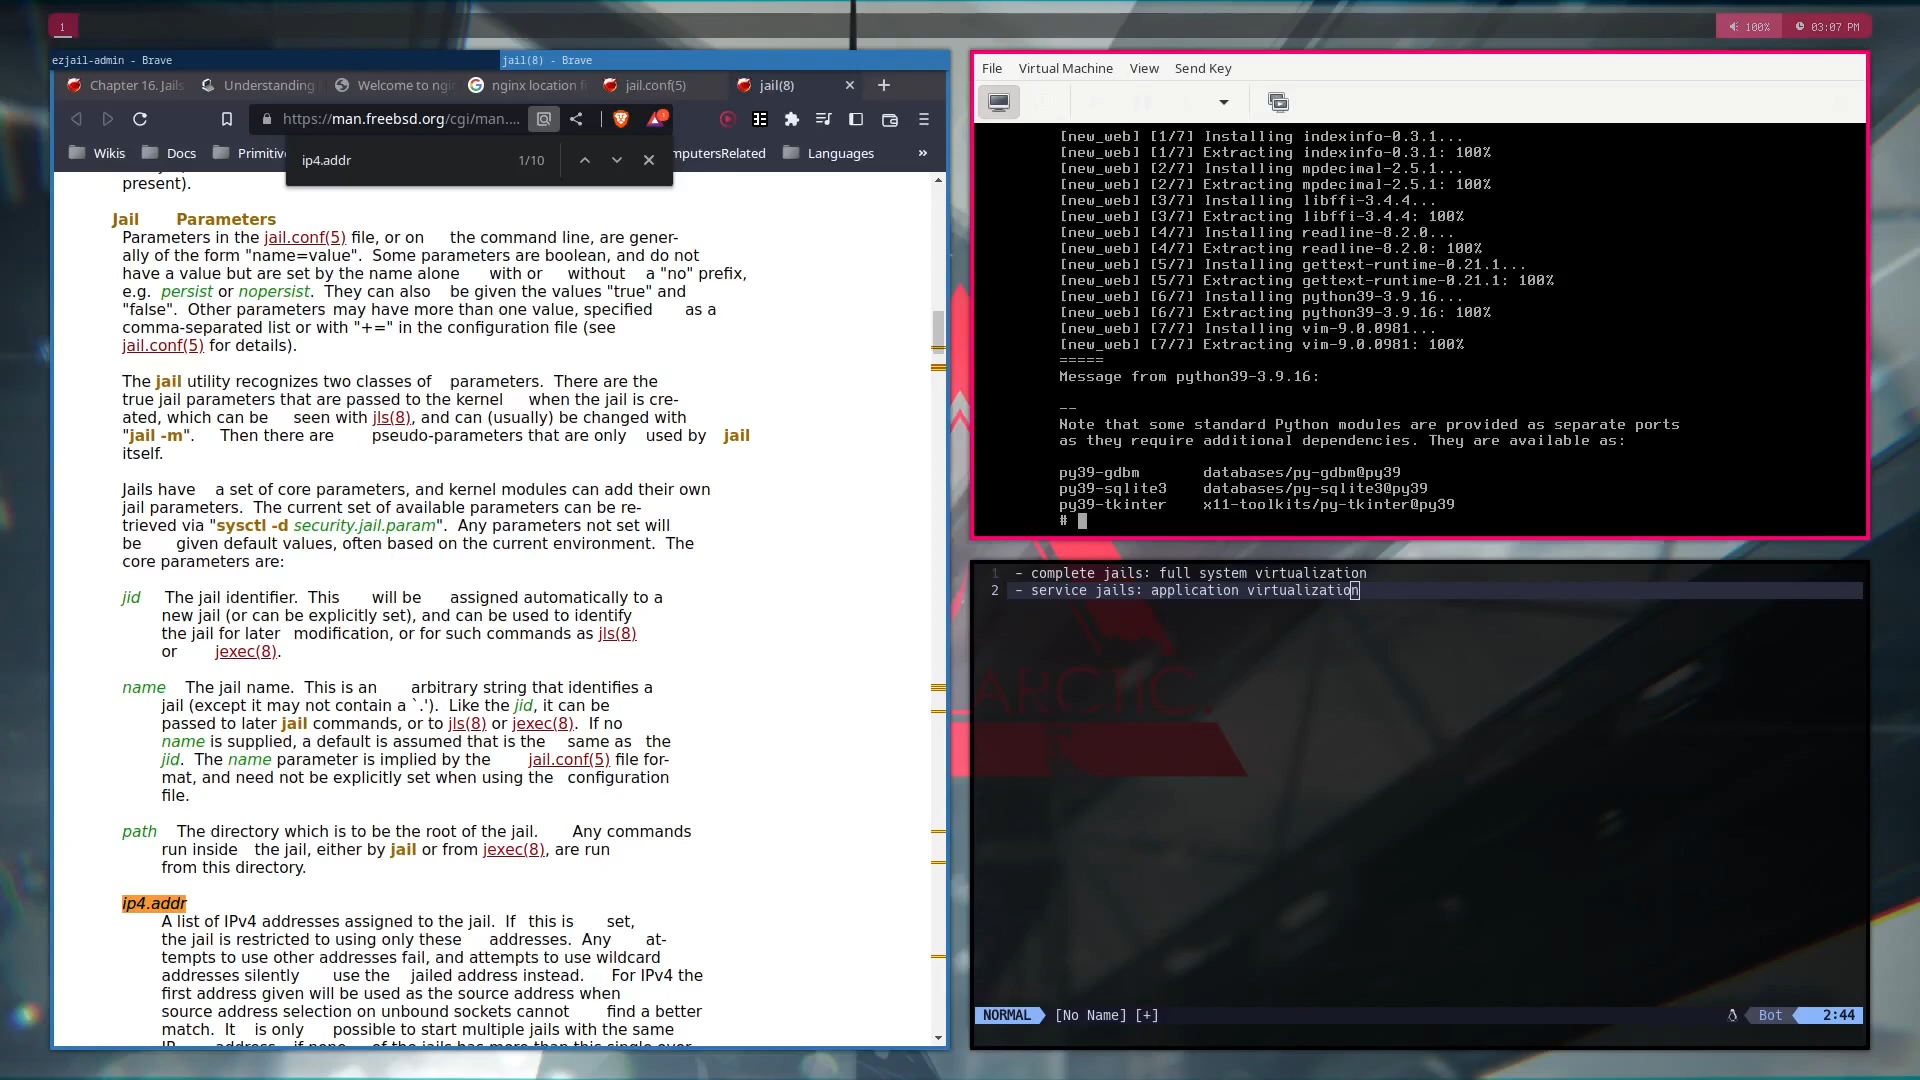 1
100%
03:07 PM
ezjail-admin - Brave
jail(8) - Brave
Chapter 16. Jails
Understanding
Welcome to ngi
nginx location f
jail.conf(5)
jail(8)
https://man.freebsd.org/cgi/man....
Wikis
Docs
Primitiv
mputersRelated
Languages
»
ip4.addr
1/10
present).
Jail Parameters
Parameters in the jail.conf(5) file, or on the command line, are gener-
ally of the form "name=value". Some parameters are boolean, and do not
have a value but are set by the name alone with or without a "no" prefix,
e.g. persist or nopersist. They can also be given the values "true" and
"false". Other parameters may have more than one value, specified as a
comma-separated list or with "+=" in the configuration file (see
jail.conf(5) for details).
The jail utility recognizes two classes of parameters. There are the
true jail parameters that are passed to the kernel when the jail is cre-
ated, which can be seen with jls(8), and can (usually) be changed with
"jail -m". Then there are pseudo-parameters that are only used by jail
itself.
Jails have a set of core parameters, and kernel modules can add their own
jail parameters. The current set of available parameters can be re-
trieved via "sysctl -d security.jail.param". Any parameters not set will
be given default values, often based on the current environment. The
core parameters are:
jid The jail identifier. This will be assigned automatically to a
new jail (or can be explicitly set), and can be used to identify
the jail for later modification, or for such commands as jls(8)
or jexec(8).
name The jail name. This is an arbitrary string that identifies a
jail (except it may not contain a `.'). Like the jid, it can be
passed to later jail commands, or to jls(8) or jexec(8). If no
name is supplied, a default is assumed that is the same as the
jid. The name parameter is implied by the jail.conf(5) file for-
mat, and need not be explicitly set when using the configuration
file.
path The directory which is to be the root of the jail. Any commands
run inside the jail, either by jail or from jexec(8), are run
from this directory.
ip4.addr
A list of IPv4 addresses assigned to the jail. If this is set,
the jail is restricted to using only these addresses. Any at-
tempts to use other addresses fail, and attempts to use wildcard
addresses silently use the jailed address instead. For IPv4 the
first address given will be used as the source address when
source address selection on unbound sockets cannot find a better
match. It is only possible to start multiple jails with the same
File Virtual Machine View Send Key
[new_web] [1/7] Installing indexinfo-0.3.1...
[new_web] [1/7] Extracting indexinfo-0.3.1: 100%
[new_web] [2/7] Installing mpdecimal-2.5.1...
[new_web] [2/7] Extracting mpdecimal-2.5.1: 100%
[new_web] [3/7] Installing libffi-3.4.4...
[new_web] [3/7] Extracting libffi-3.4.4: 100%
[new_web] [4/7] Installing readline-8.2.0...
[new_web] [4/7] Extracting readline-8.2.0: 100%
[new_web] [5/7] Installing gettext-runtime-0.21.1...
[new_web] [5/7] Extracting gettext-runtime-0.21.1: 100%
[new_web] [6/7] Installing python39-3.9.16...
[new_web] [6/7] Extracting python39-3.9.16: 100%
[new_web] [7/7] Installing vim-9.0.0981...
[new_web] [7/7] Extracting vim-9.0.0981: 100%
=====
Message from python39-3.9.16:
--
Note that some standard Python modules are provided as separate ports
as they require additional dependencies. They are available as:
py39-gdbm databases/py-gdbm@py39
py39-sqlite3 databases/py-sqlite3@py39
py39-tkinter x11-toolkits/py-tkinter@py39
#
1 - complete jails: full system virtualization
2 - service jails: application virtualization
ARCTIC.
NORMAL [No Name] [+] Bot 2:44